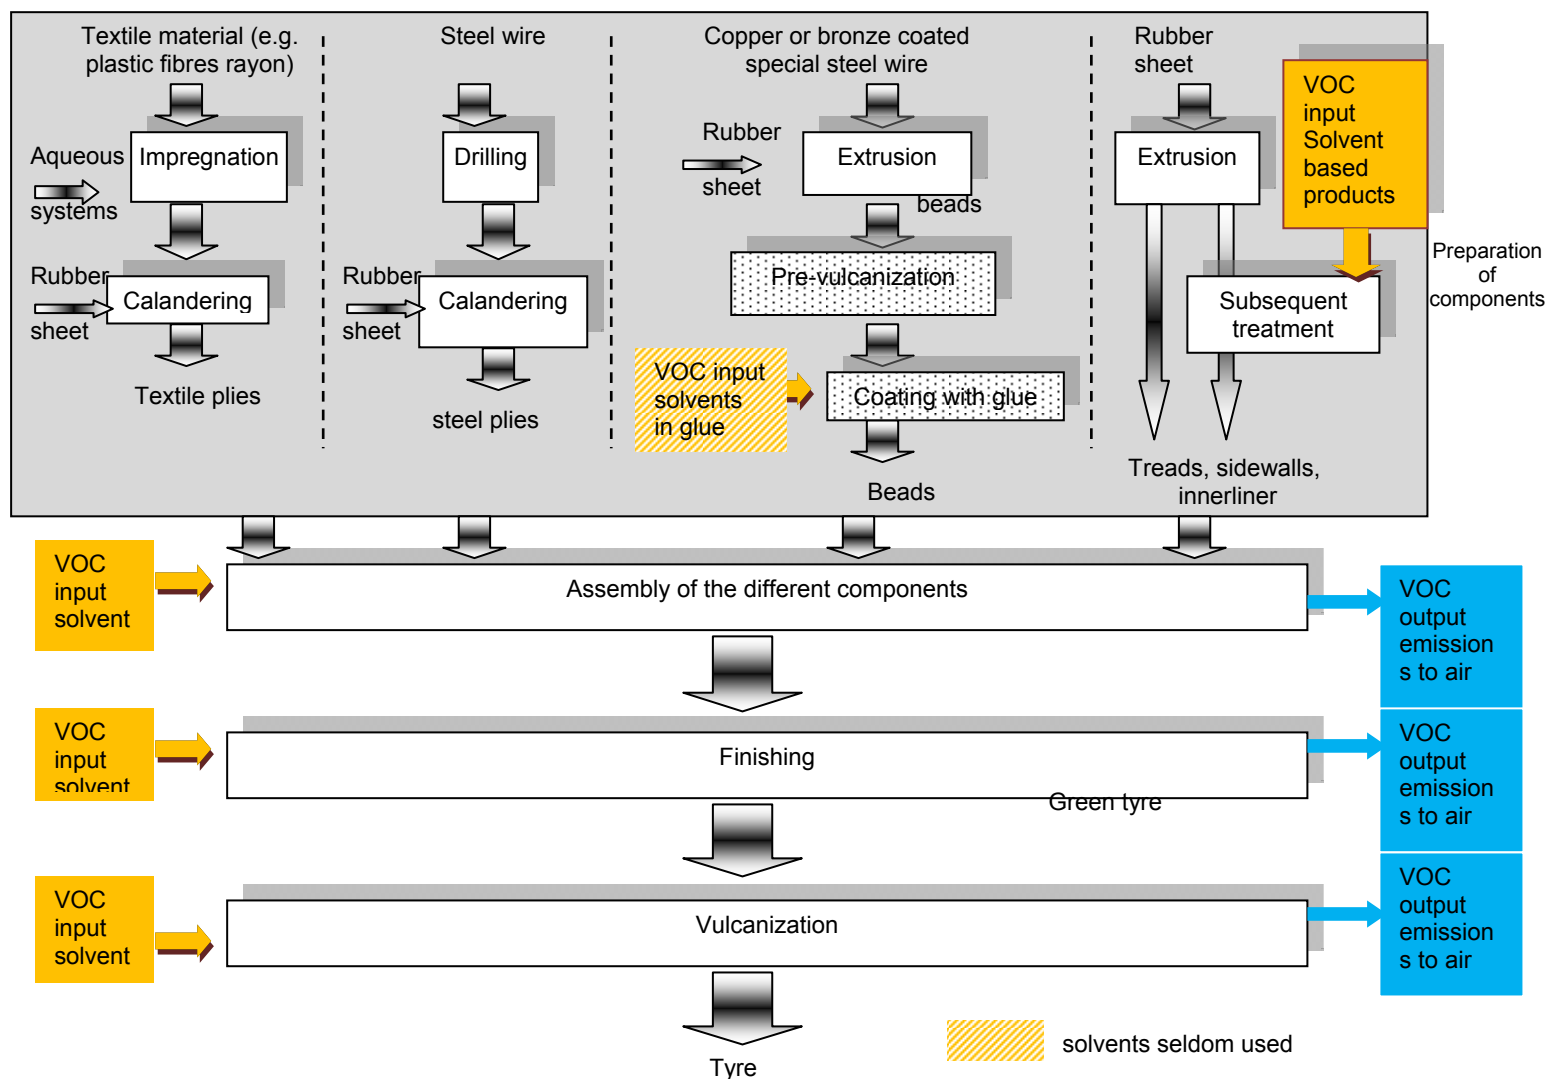 Textile material (e.g.
plastic fibres rayon)
Steel wire
Copper or bronze coated
special steel wire
Rubber
sheet
VOC
input
Solvent
based
products
Aqueous
systems
Impregnation
Drilling
Rubber
sheet
Extrusion
beads
Extrusion
Preparation
of
components
Rubber
sheet
Calandering
Rubber
sheet
Calandering
Pre-vulcanization
Subsequent
treatment
VOC input
solvents
in glue
Coating with glue
Textile plies
steel plies
Beads
Treads, sidewalls,
innerliner
VOC
input
solvent
Assembly of the different components
VOC
output
emission
s to air
VOC
input
solvent
Finishing
Green tyre
VOC
output
emission
s to air
VOC
input
solvent
Vulcanization
VOC
output
emission
s to air
Tyre
solvents seldom used